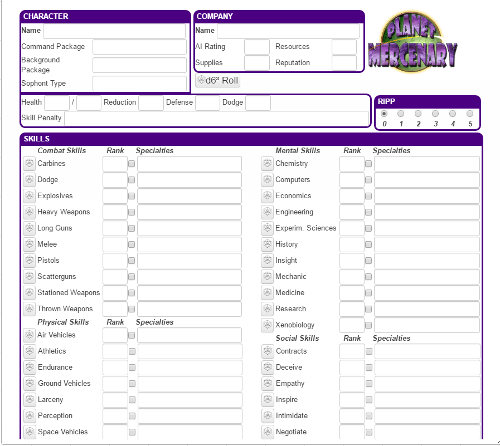 CHARACTER
Name
Command Package
Background Package
Sophont Type
COMPANY
Name
AI Rating Resources
Supplies Reputation
d6³ Roll
PLANET MERCENARY
Health / Reduction Defense Dodge
Skill Penalty
RIPP
0 1 2 3 4 5
SKILLS
Combat Skills Rank Specialties
Carbines
Dodge
Explosives
Heavy Weapons
Long Guns
Melee
Pistols
Scatterguns
Stationed Weapons
Thrown Weapons
Physical Skills Rank Specialties
Air Vehicles
Athletics
Endurance
Ground Vehicles
Larceny
Perception
Space Vehicles
Mental Skills Rank Specialties
Chemistry
Computers
Economics
Engineering
Experim. Sciences
History
Insight
Mechanic
Medicine
Research
Xenobiology
Social Skills Rank Specialties
Contracts
Deceive
Empathy
Inspire
Intimidate
Negotiate